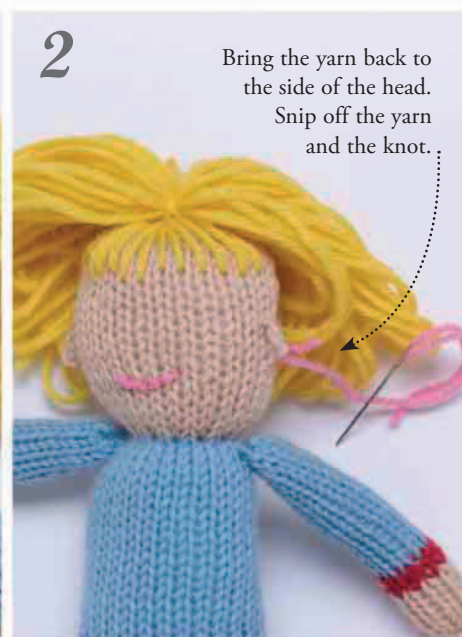 2
Bring the yarn back to
the side of the head.
Snip off the yarn
and the knot.